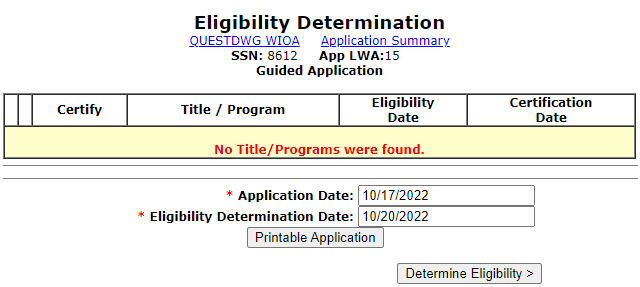 Eligibility Determination
QUESTDWG WIOA Application Summary
SSN: 8612 App LWA:15
Guided Application
Certify Title / Program Eligibility Date Certification Date
No Title/Programs were found.
* Application Date: 10/17/2022
* Eligibility Determination Date: 10/20/2022
Printable Application
Determine Eligibility >